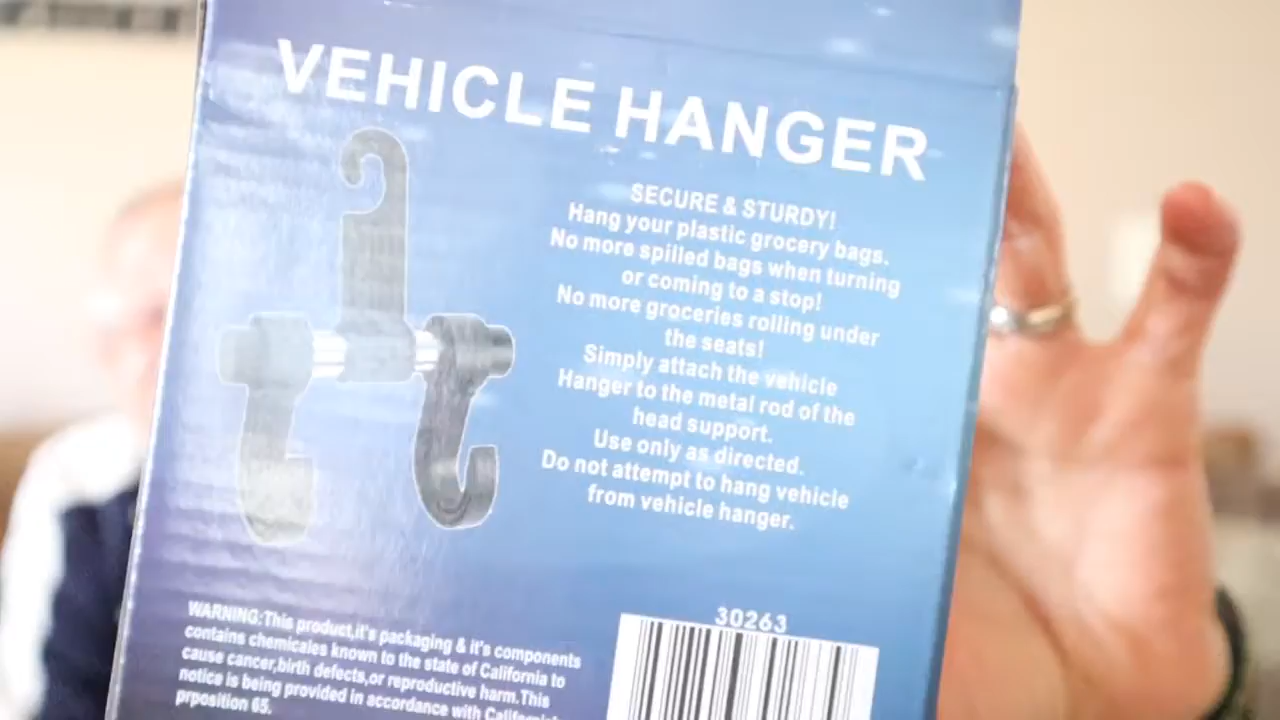 VEHICLE HANGER
SECURE & STURDY!
Hang your plastic grocery bags.
No more spilled bags when turning
or coming to a stop!
No more groceries rolling under
the seats!
Simply attach the vehicle
Hanger to the metal rod of the
head support.
Use only as directed.
Do not attempt to hang vehicle
from vehicle hanger.
WARNING:This product,it's packaging & it's components
contains chemicales known to the state of California to
cause cancer,birth defects,or reproductive harm.This
notice is being provided in accordance with California's
prposition 65.
30263